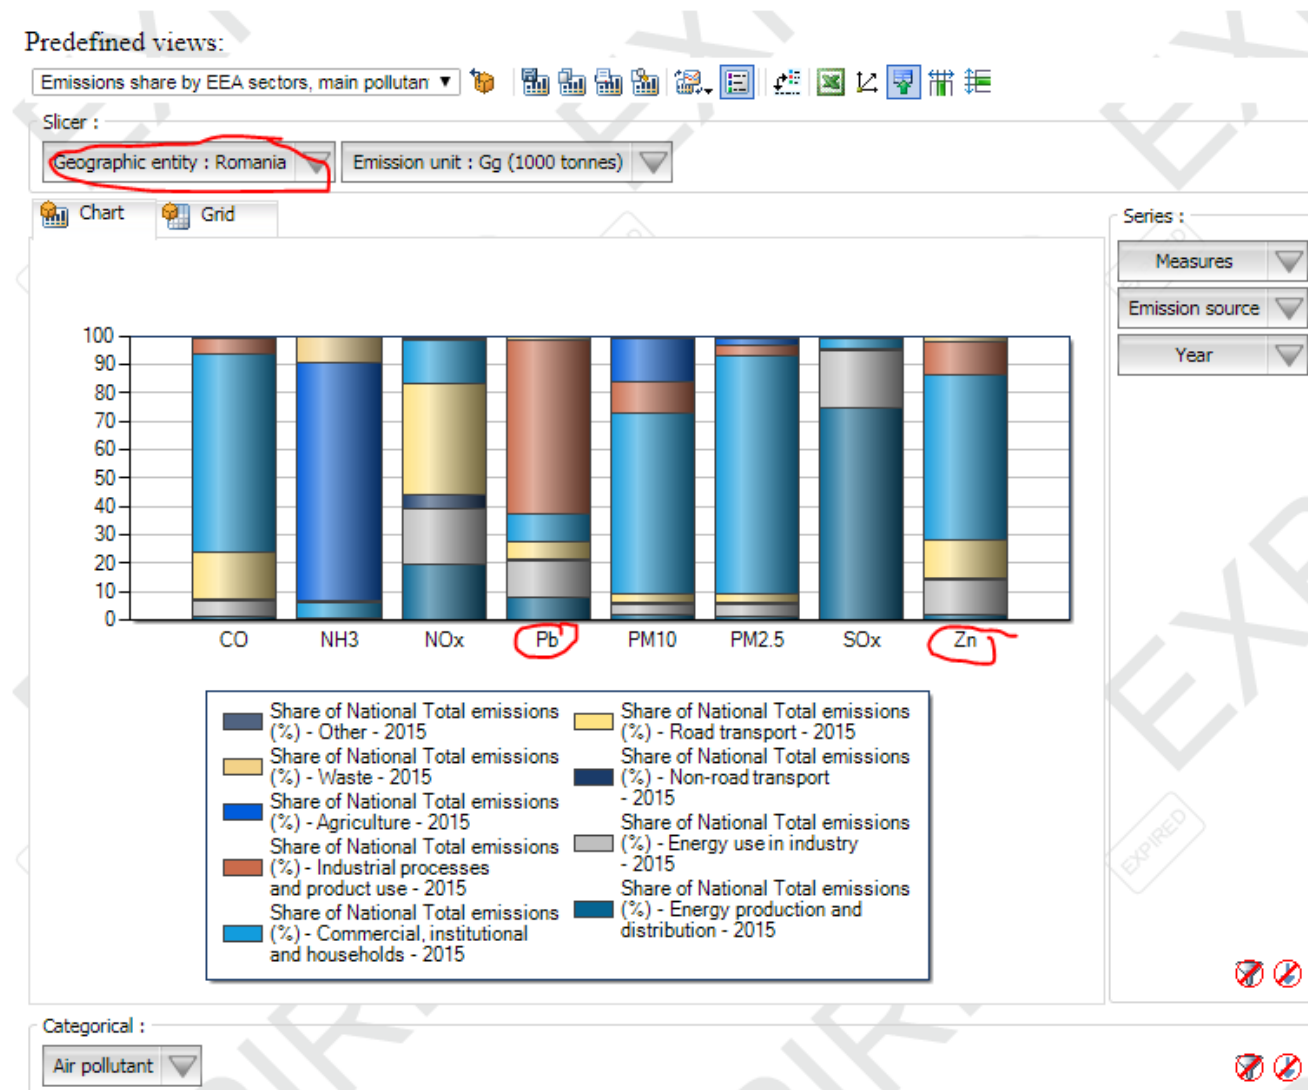 Predefined views:
Emissions share by EEA sectors, main pollutan
Slicer :
Geographic entity : Romania
Emission unit : Gg (1000 tonnes)
Chart
Grid
Series :
Measures
Emission source
Year
100
90
80
70
60
50
40
30
20
10
0
CO NH3 NOx Pb PM10 PM2.5 SOx Zn
Share of National Total emissions
(%) - Other - 2015
Share of National Total emissions
(%) - Waste - 2015
Share of National Total emissions
(%) - Agriculture - 2015
Share of National Total emissions
(%) - Industrial processes
and product use - 2015
Share of National Total emissions
(%) - Commercial, institutional
and households - 2015
Share of National Total emissions
(%) - Road transport - 2015
Share of National Total emissions
(%) - Non-road transport
- 2015
Share of National Total emissions
(%) - Energy use in industry
- 2015
Share of National Total emissions
(%) - Energy production and
distribution - 2015
EXPIRED
Categorical :
Air pollutant